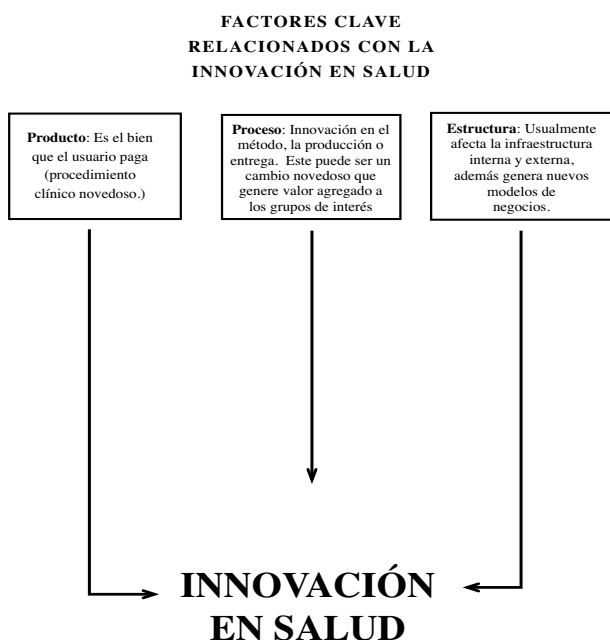 FACTORES CLAVE
RELACIONADOS CON LA
INNOVACIÓN EN SALUD
Producto: Es el bien
que el usuario paga
(procedimiento
clínico novedoso.)
Proceso: Innovación en el
método, la producción o
entrega. Este puede ser un
cambio novedoso que
genere valor agregado a
los grupos de interés
Estructura: Usualmente
afecta la infraestructura
interna y externa,
además genera nuevos
modelos de
negocios.
INNOVACIÓN
EN SALUD